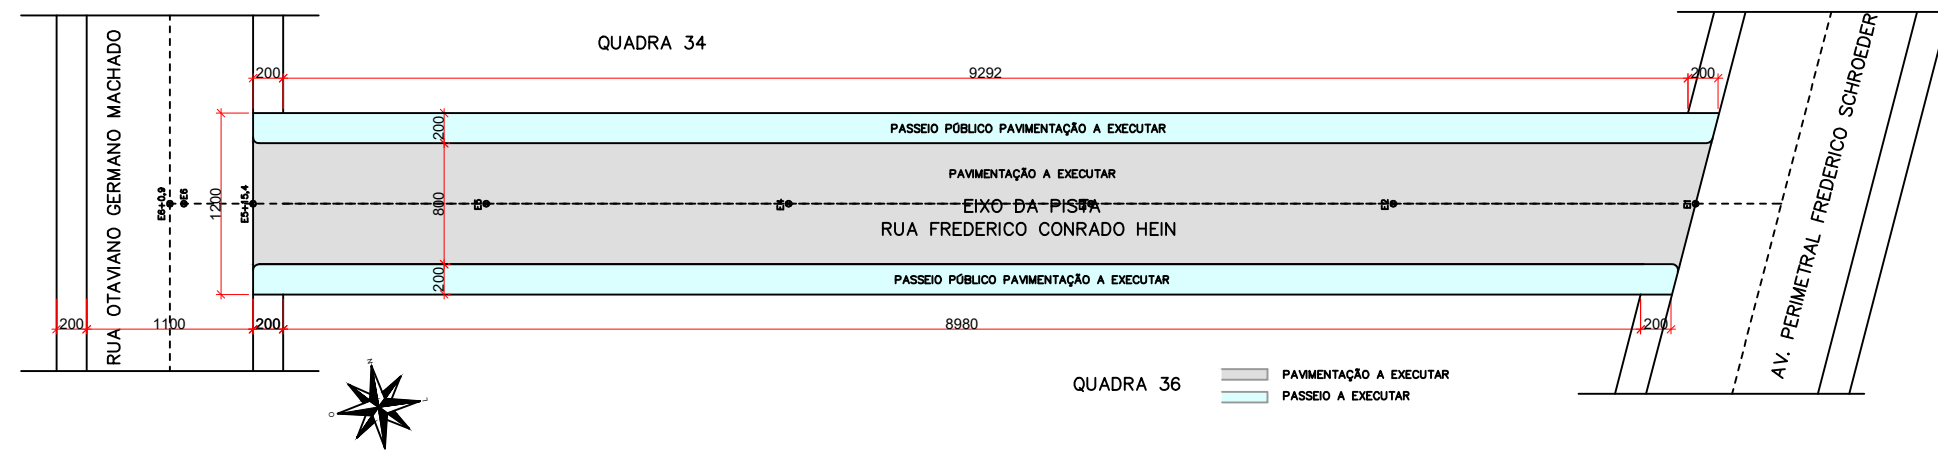 QUADRA 34
200
9292
200
RUA OTAVIANO GERMANO MACHADO
AV. PERIMETRAL FREDERICO SCHROEDER
PASSEIO PÚBLICO PAVIMENTAÇÃO A EXECUTAR
200
PAVIMENTAÇÃO A EXECUTAR
E6+0,9
E6
1200
E5+15,4
800
E5
E4
EIXO DA PISTA
E2
E1
RUA FREDERICO CONRADO HEIN
PASSEIO PÚBLICO PAVIMENTAÇÃO A EXECUTAR
200
200
1100
200
8980
200
N
O
L
QUADRA 36
PAVIMENTAÇÃO A EXECUTAR
PASSEIO A EXECUTAR